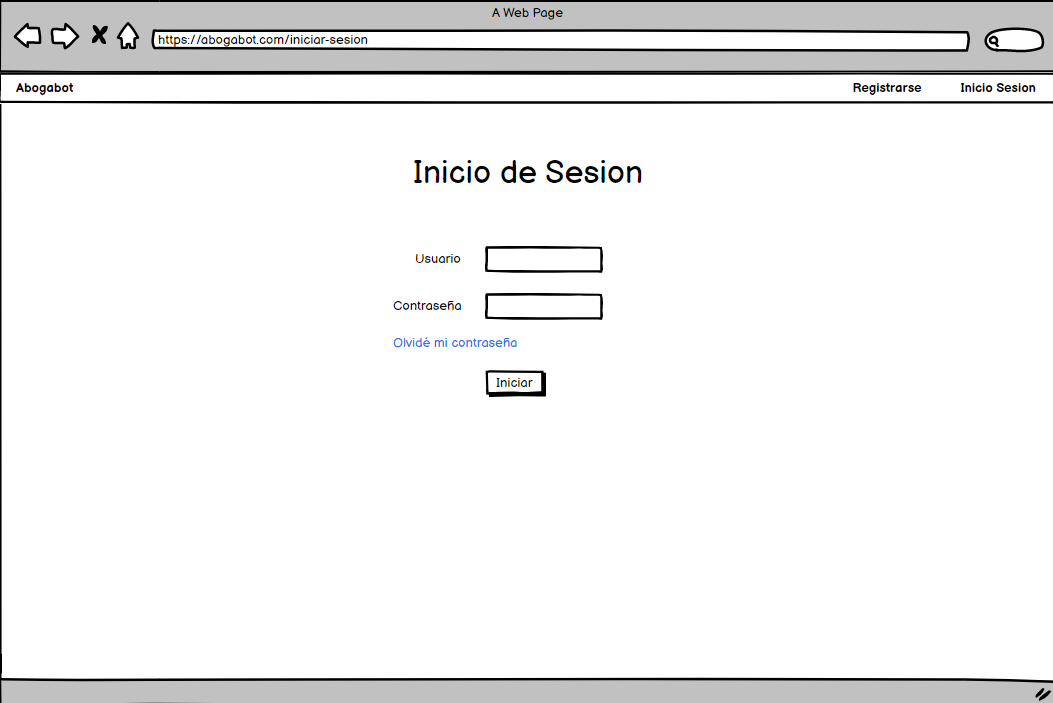 A Web Page
https://abogabot.com/iniciar-sesion
Abogabot Registrarse Inicio Sesion
Inicio de Sesion
Usuario
Contraseña
Olvidé mi contraseña
Iniciar